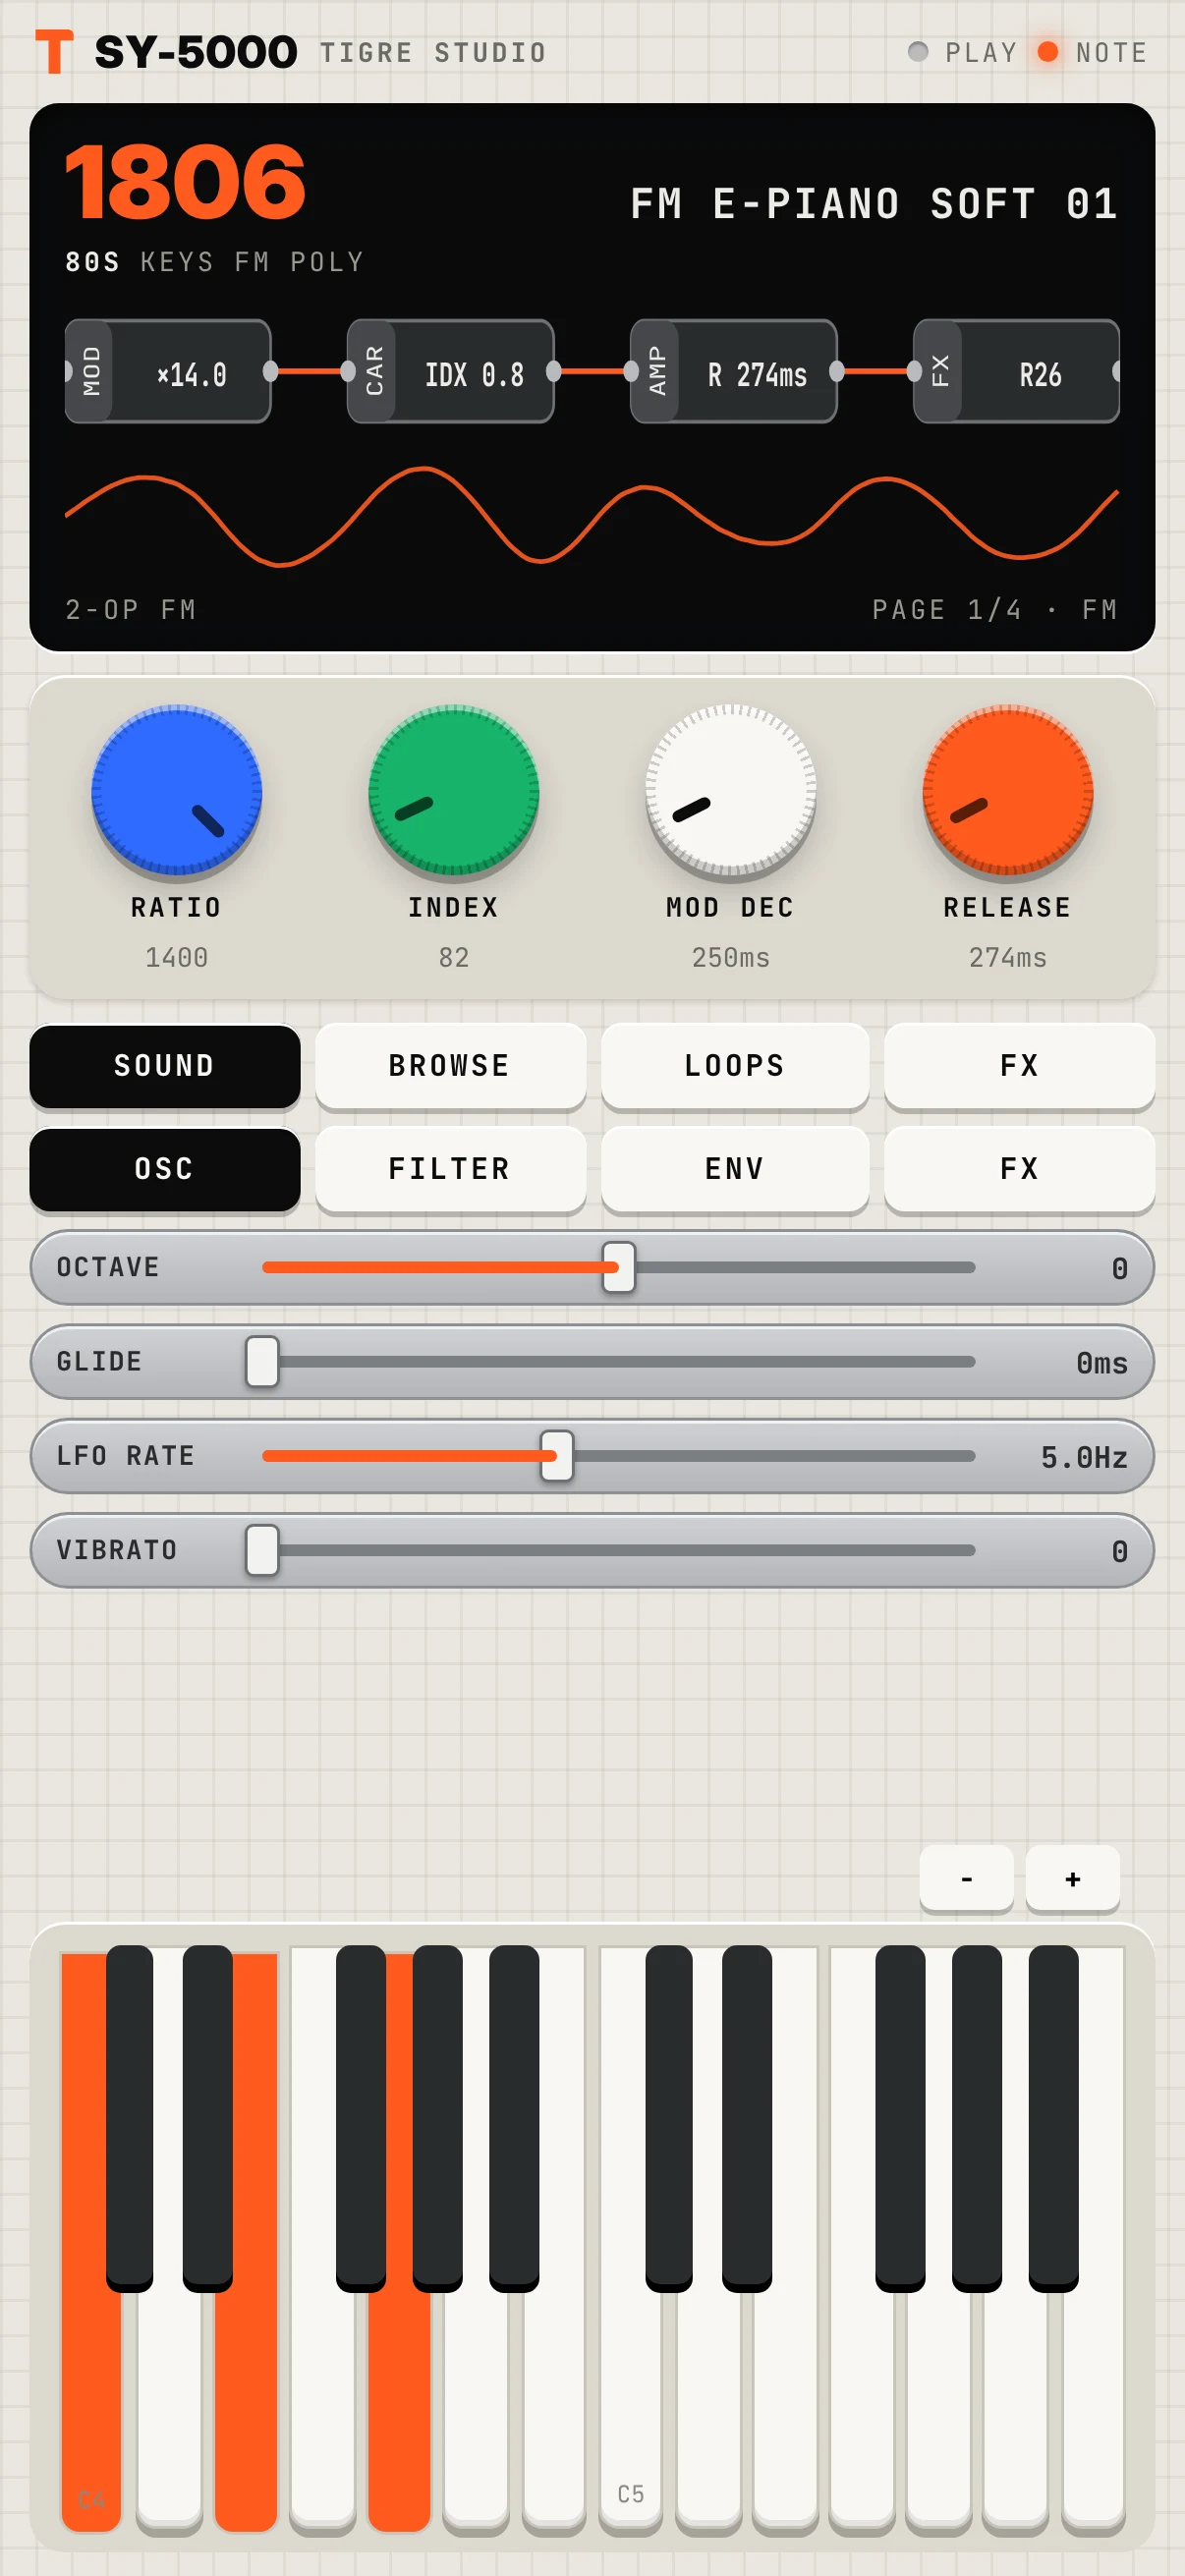 T SY-5000 TIGRE STUDIO PLAY NOTE
1806 FM E-PIANO SOFT 01
80S KEYS FM POLY
MOD ×14.0 CAR IDX 0.8 AMP R 274ms FX R26
2-OP FM PAGE 1/4 · FM
RATIO INDEX MOD DEC RELEASE
1400 82 250ms 274ms
SOUND BROWSE LOOPS FX
OSC FILTER ENV FX
OCTAVE 0
GLIDE 0ms
LFO RATE 5.0Hz
VIBRATO 0
- +
C4 C5